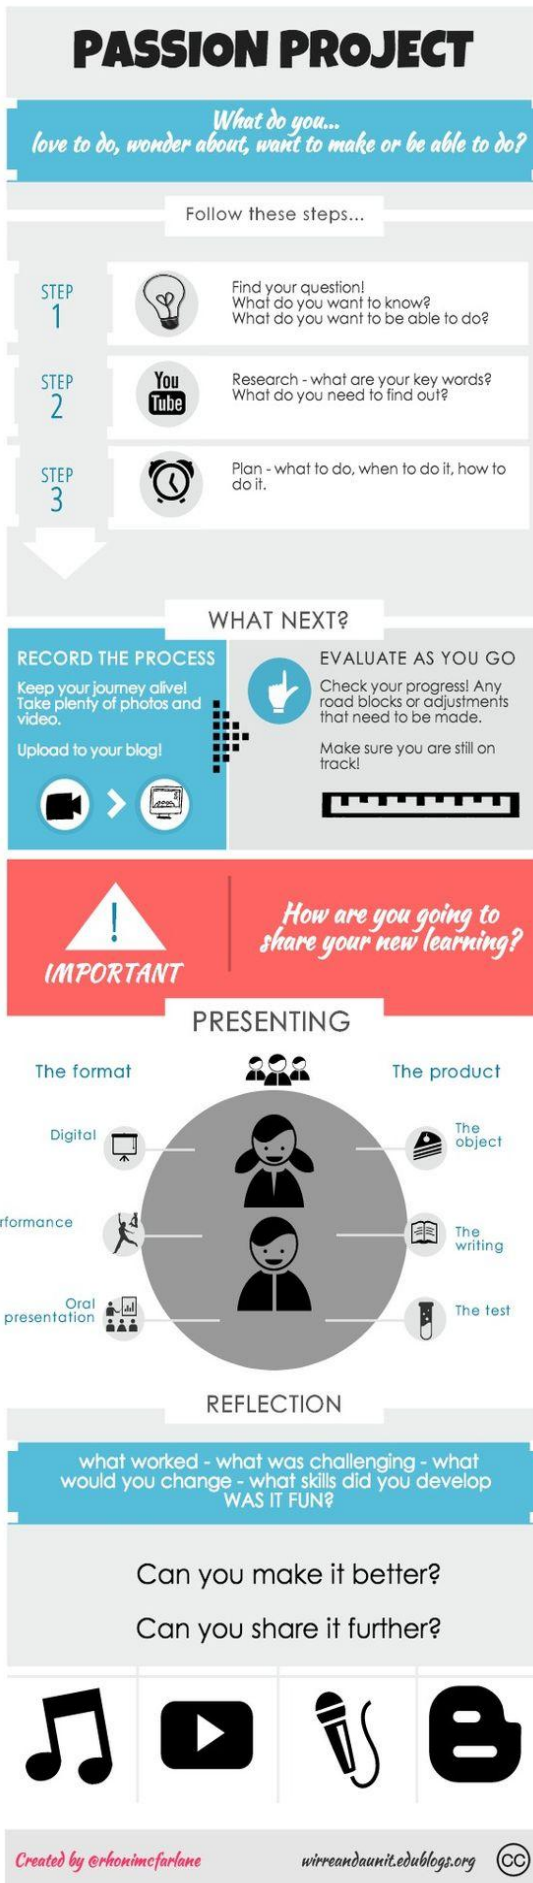 PASSION PROJECT
What do you...
love to do, wonder about, want to make or be able to do?
Follow these steps...
STEP
1
Find your question!
What do you want to know?
What do you want to be able to do?
STEP
2
You
Tube
Research - what are your key words?
What do you need to find out?
STEP
3
Plan - what to do, when to do it, how to
do it.
WHAT NEXT?
RECORD THE PROCESS
Keep your journey alive!
Take plenty of photos and
video.
Upload to your blog!
EVALUATE AS YOU GO
Check your progress! Any
road blocks or adjustments
that need to be made.
Make sure you are still on
track!
!
IMPORTANT
How are you going to
share your new learning?
PRESENTING
The format
The product
Digital
The
object
rformance
The
writing
Oral
presentation
The test
REFLECTION
what worked - what was challenging - what
would you change - what skills did you develop
WAS IT FUN?
Can you make it better?
Can you share it further?
Created by @rhonimcfarlane
wirreandaunit.edublogs.org
CC